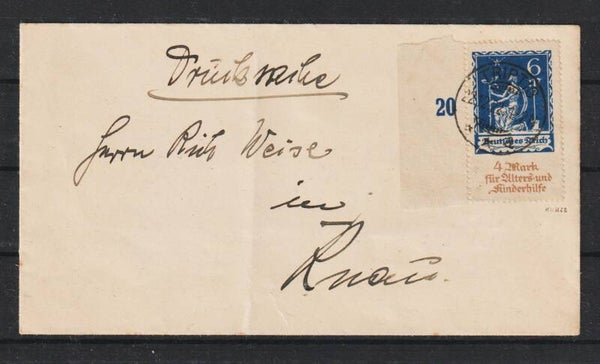 Drucksache
Herrn Rich Weise
in
Knau.
20
6
Deutsches Reich
4 Mark
für Alters-und
Kinderhilfe